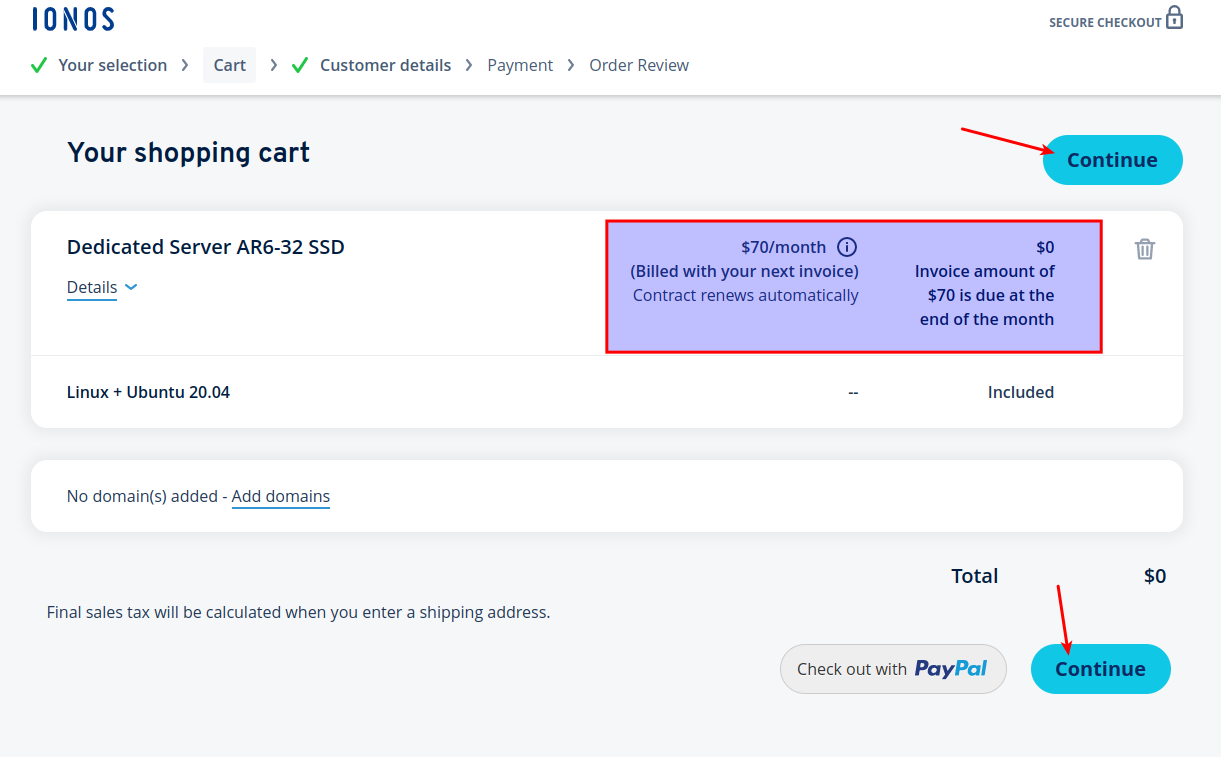 IONOS
SECURE CHECKOUT
Your selection
Cart
Customer details
Payment
Order Review
Your shopping cart
Continue
Dedicated Server AR6-32 SSD
Details
$70/month
(Billed with your next invoice)
Contract renews automatically
$0
Invoice amount of
$70 is due at the
end of the month
Linux + Ubuntu 20.04
--
Included
No domain(s) added - Add domains
Total $0
Final sales tax will be calculated when you enter a shipping address.
Check out with PayPal
Continue